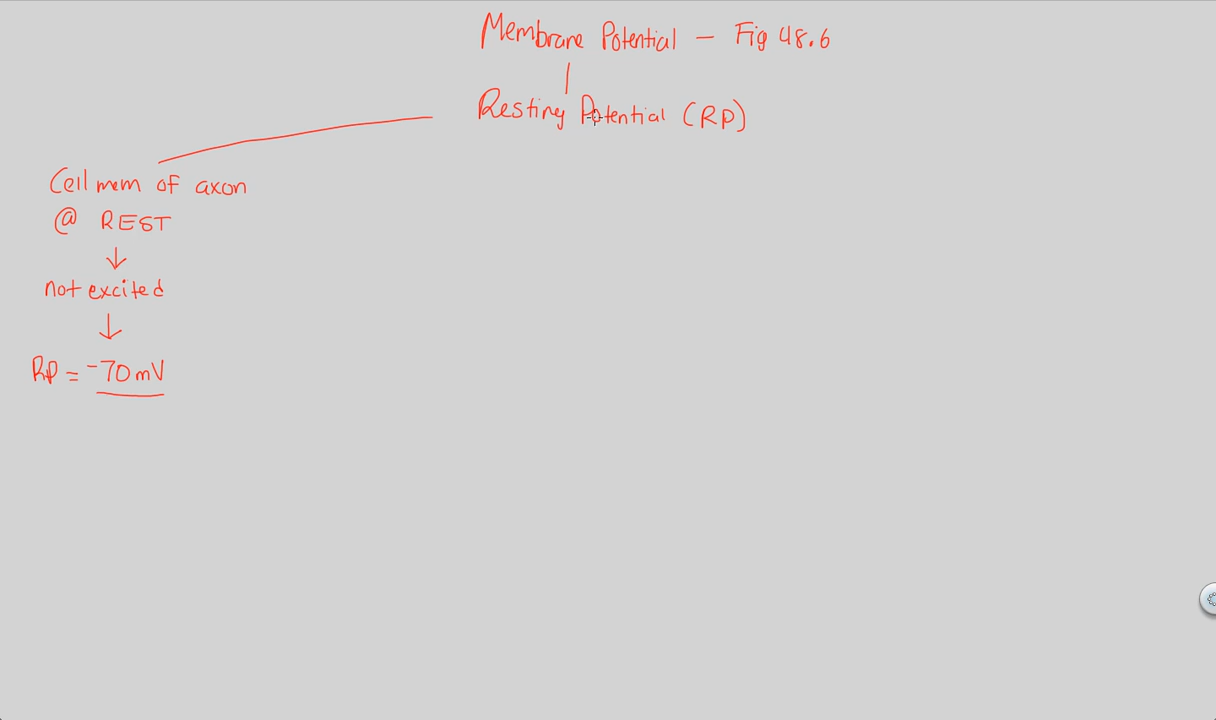 Membrane Potential – Fig 48.6
Resting Potential (RP)
Cell mem of axon
@ REST
↓
not excited
↓
RP = -70mV